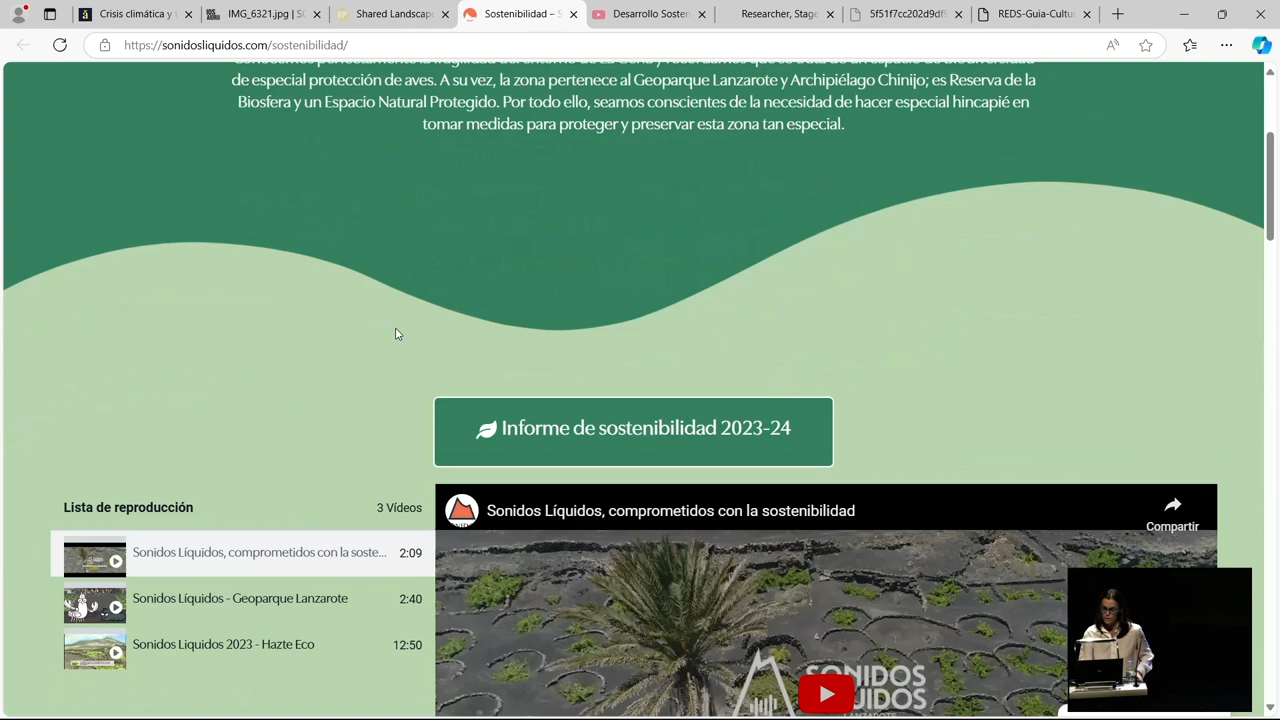 Crisis climática y
IMG_6321.jpg | SC
Shared Landscape
Sostenibilidad – S
Desarrollo Sosten
Researcher, Stage
5f51f7cc202d9df5
REDS-Guia-Cultu
https://sonidosliquidos.com/sostenibilidad/
de especial protección de aves. A su vez, la zona pertenece al Geoparque Lanzarote y Archipiélago Chinijo; es Reserva de la
Biosfera y un Espacio Natural Protegido. Por todo ello, seamos conscientes de la necesidad de hacer especial hincapié en
tomar medidas para proteger y preservar esta zona tan especial.
Informe de sostenibilidad 2023-24
Lista de reproducción
3 Vídeos
Sonidos Líquidos, comprometidos con la sostenibilidad
Compartir
Sonidos Líquidos, comprometidos con la soste... 2:09
Sonidos Líquidos - Geoparque Lanzarote 2:40
Sonidos Liquidos 2023 - Hazte Eco 12:50
SONIDOS
LANZAROTE